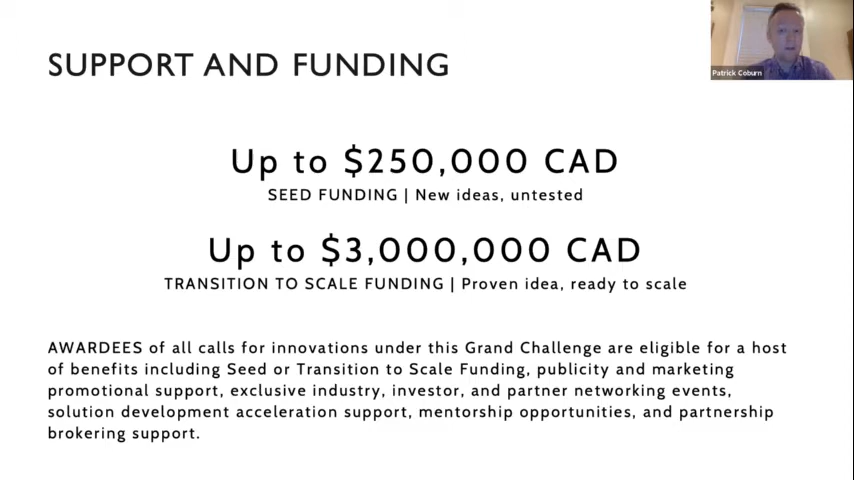 SUPPORT AND FUNDING
Patrick Coburn
Up to $250,000 CAD
SEED FUNDING | New ideas, untested
Up to $3,000,000 CAD
TRANSITION TO SCALE FUNDING | Proven idea, ready to scale
AWARDEES of all calls for innovations under this Grand Challenge are eligible for a host
of benefits including Seed or Transition to Scale Funding, publicity and marketing
promotional support, exclusive industry, investor, and partner networking events,
solution development acceleration support, mentorship opportunities, and partnership
brokering support.